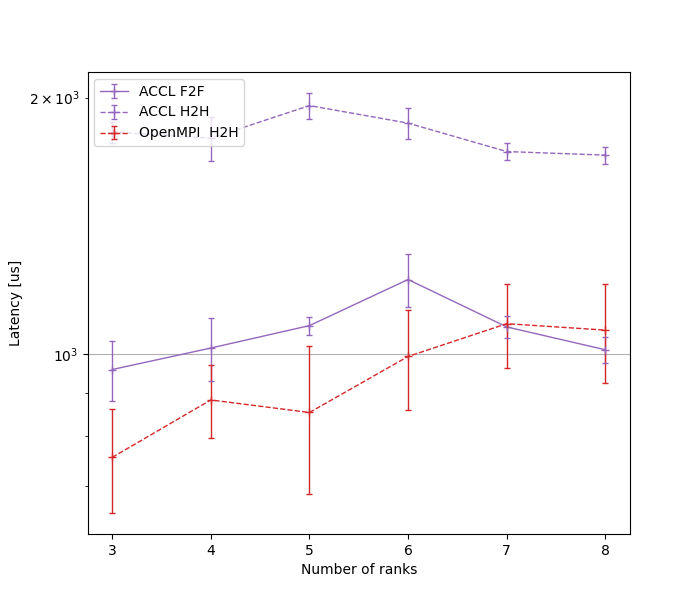 ACCL F2F
ACCL H2H
OpenMPI H2H
2 × 10³
10³
Latency [us]
3 4 5 6 7 8
Number of ranks